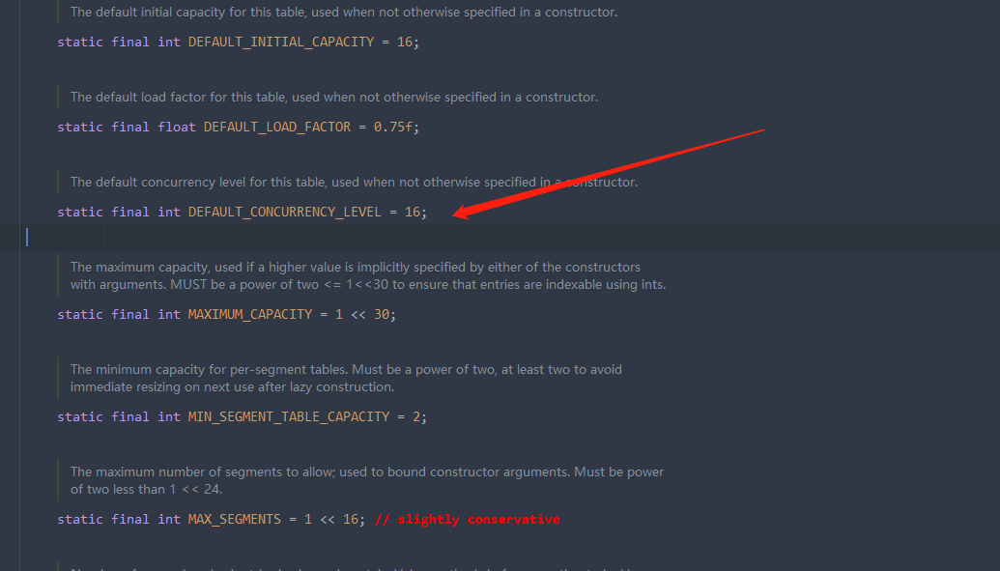 The default initial capacity for this table, used when not otherwise specified in a constructor.
static final int DEFAULT_INITIAL_CAPACITY = 16;
The default load factor for this table, used when not otherwise specified in a constructor.
static final float DEFAULT_LOAD_FACTOR = 0.75f;
The default concurrency level for this table, used when not otherwise specified in a constructor.
static final int DEFAULT_CONCURRENCY_LEVEL = 16;
The maximum capacity, used if a higher value is implicitly specified by either of the constructors
with arguments. MUST be a power of two <= 1<<30 to ensure that entries are indexable using ints.
static final int MAXIMUM_CAPACITY = 1 << 30;
The minimum capacity for per-segment tables. Must be a power of two, at least two to avoid
immediate resizing on next use after lazy construction.
static final int MIN_SEGMENT_TABLE_CAPACITY = 2;
The maximum number of segments to allow; used to bound constructor arguments. Must be power
of two less than 1 << 24.
static final int MAX_SEGMENTS = 1 << 16; // slightly conservative